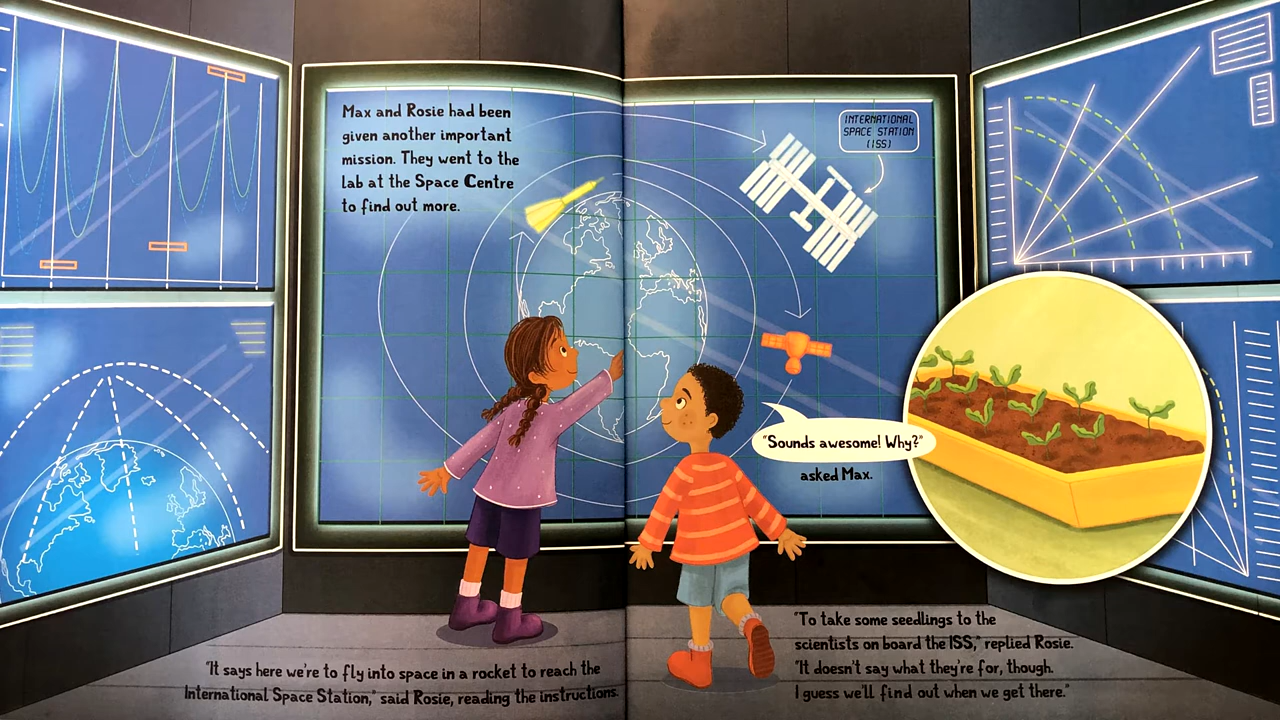 Max and Rosie had been
given another important
mission. They went to the
lab at the Space Centre
to find out more.
INTERNATIONAL
SPACE STATION
(ISS)
"Sounds awesome! Why?"
asked Max.
"It says here we're to fly into space in a rocket to reach the
International Space Station," said Rosie, reading the instructions.
"To take some seedlings to the
scientists on board the ISS," replied Rosie.
"It doesn't say what they're for, though.
I guess we'll find out when we get there."